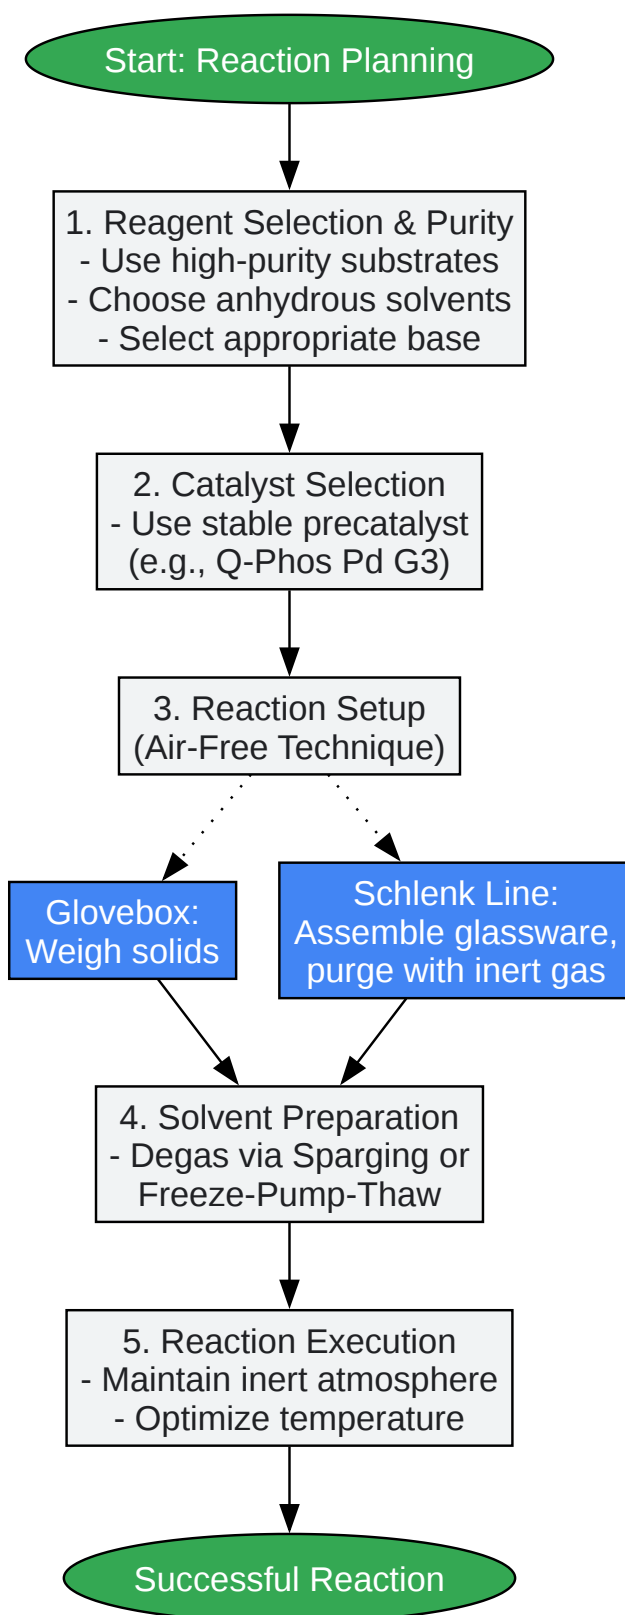 Start: Reaction Planning
1. Reagent Selection & Purity
- Use high-purity substrates
- Choose anhydrous solvents
- Select appropriate base
2. Catalyst Selection
- Use stable precatalyst
(e.g., Q-Phos Pd G3)
3. Reaction Setup
(Air-Free Technique)
Glovebox:
Weigh solids
Schlenk Line:
Assemble glassware,
purge with inert gas
4. Solvent Preparation
- Degas via Sparging or
Freeze-Pump-Thaw
5. Reaction Execution
- Maintain inert atmosphere
- Optimize temperature
Successful Reaction